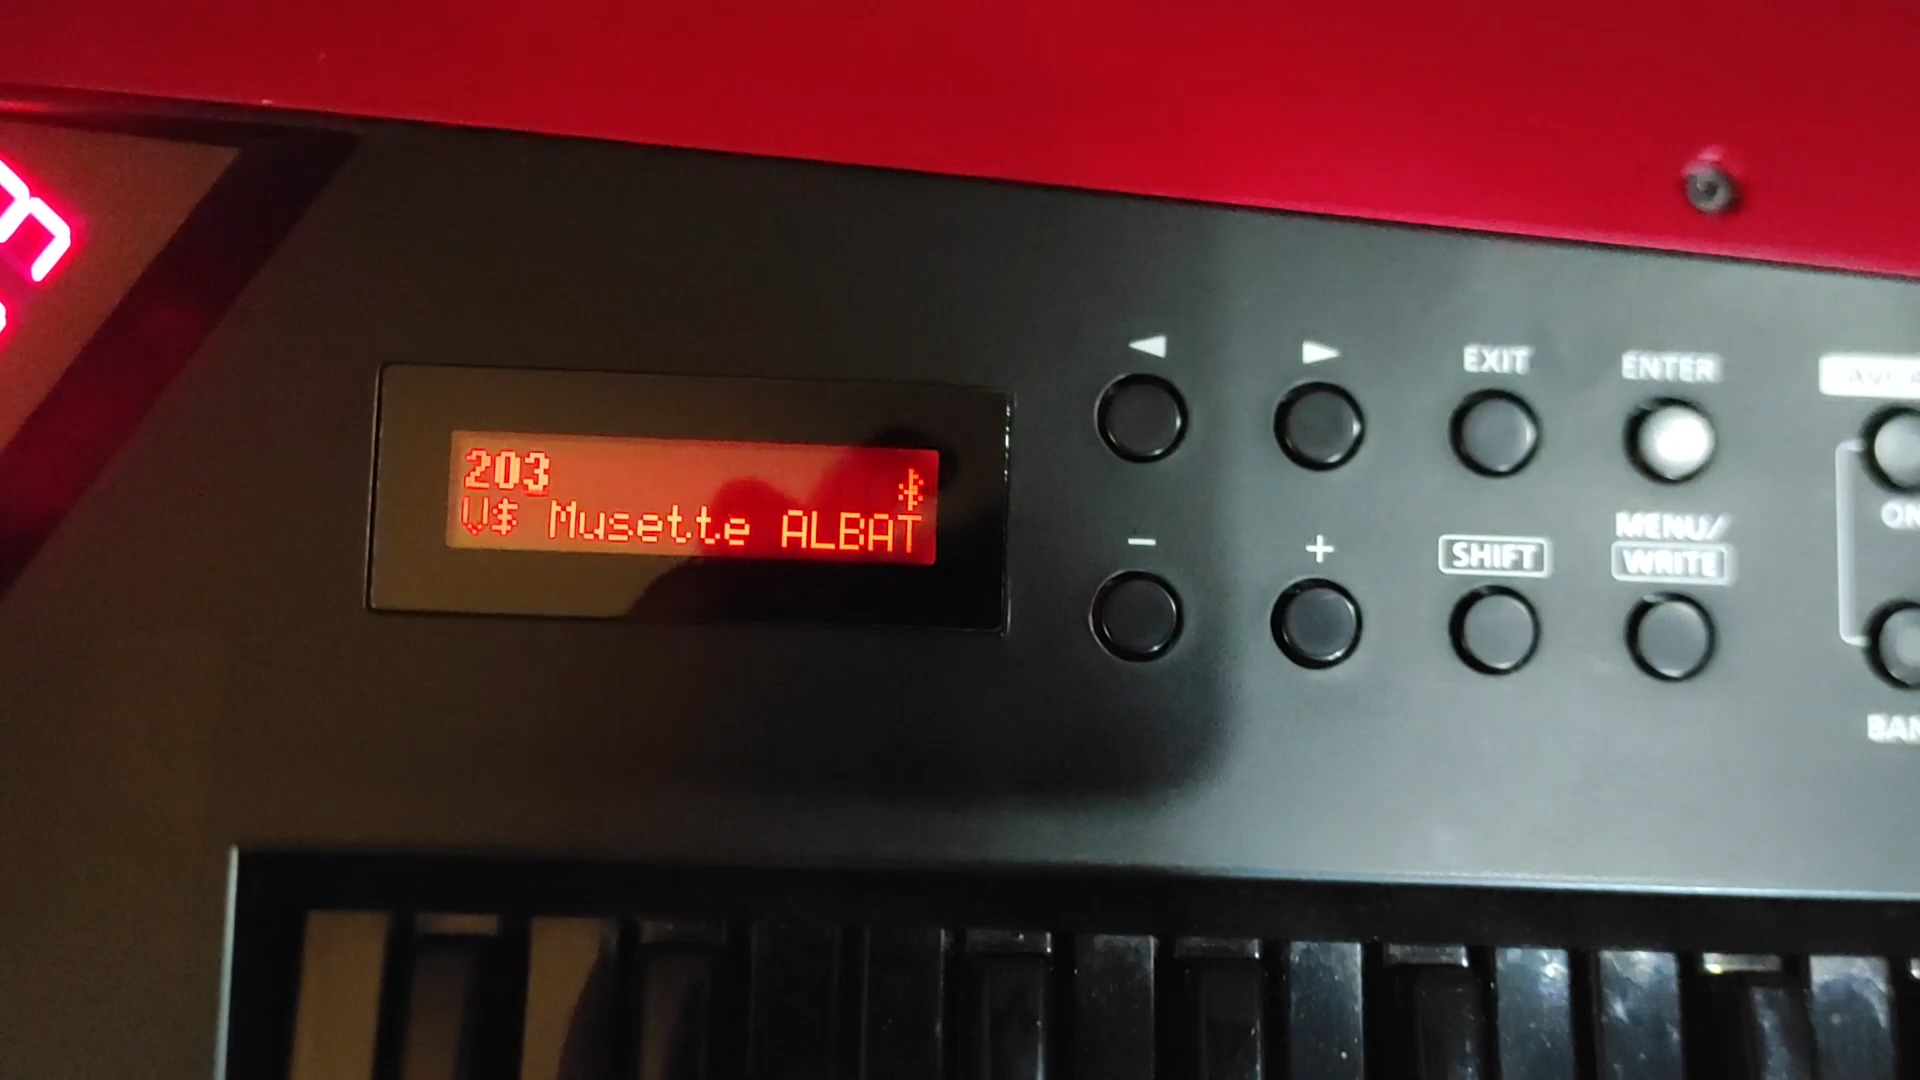 203
V$ Musette ALBAT
EXIT
ENTER
-
+
SHIFT
MENU/
WRITE